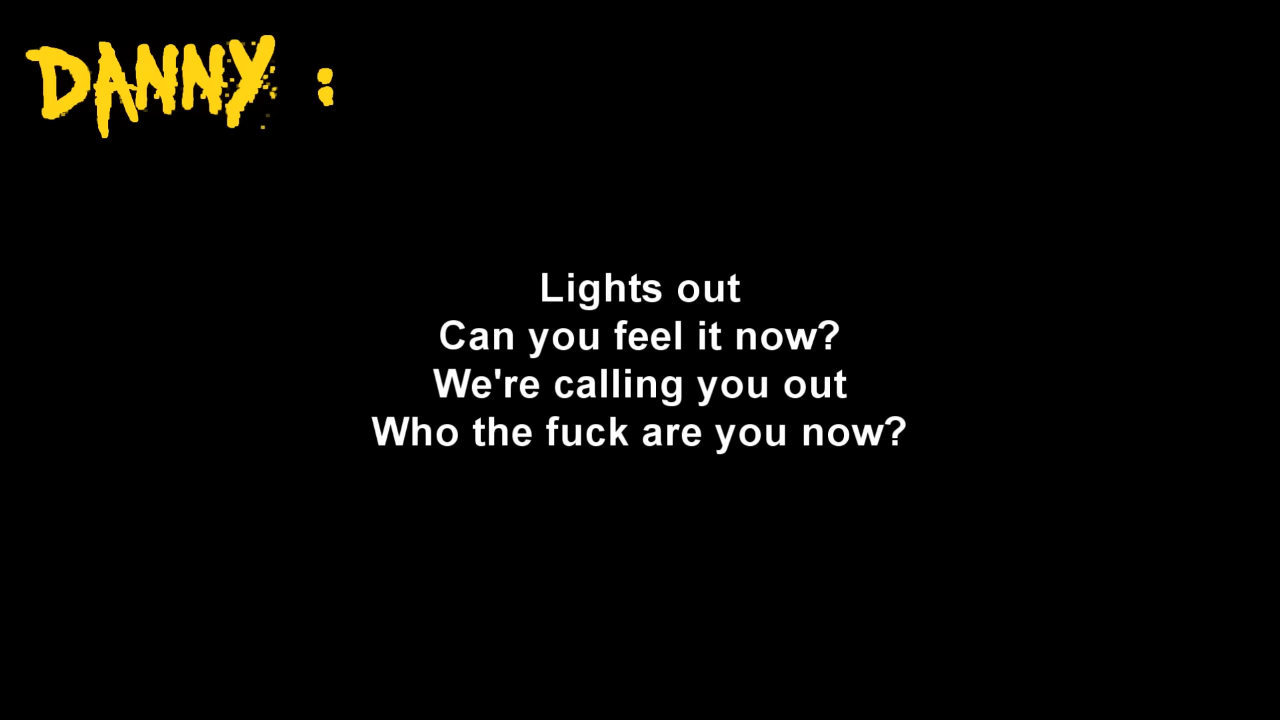 DANNY :
Lights out
Can you feel it now?
We're calling you out
Who the fuck are you now?